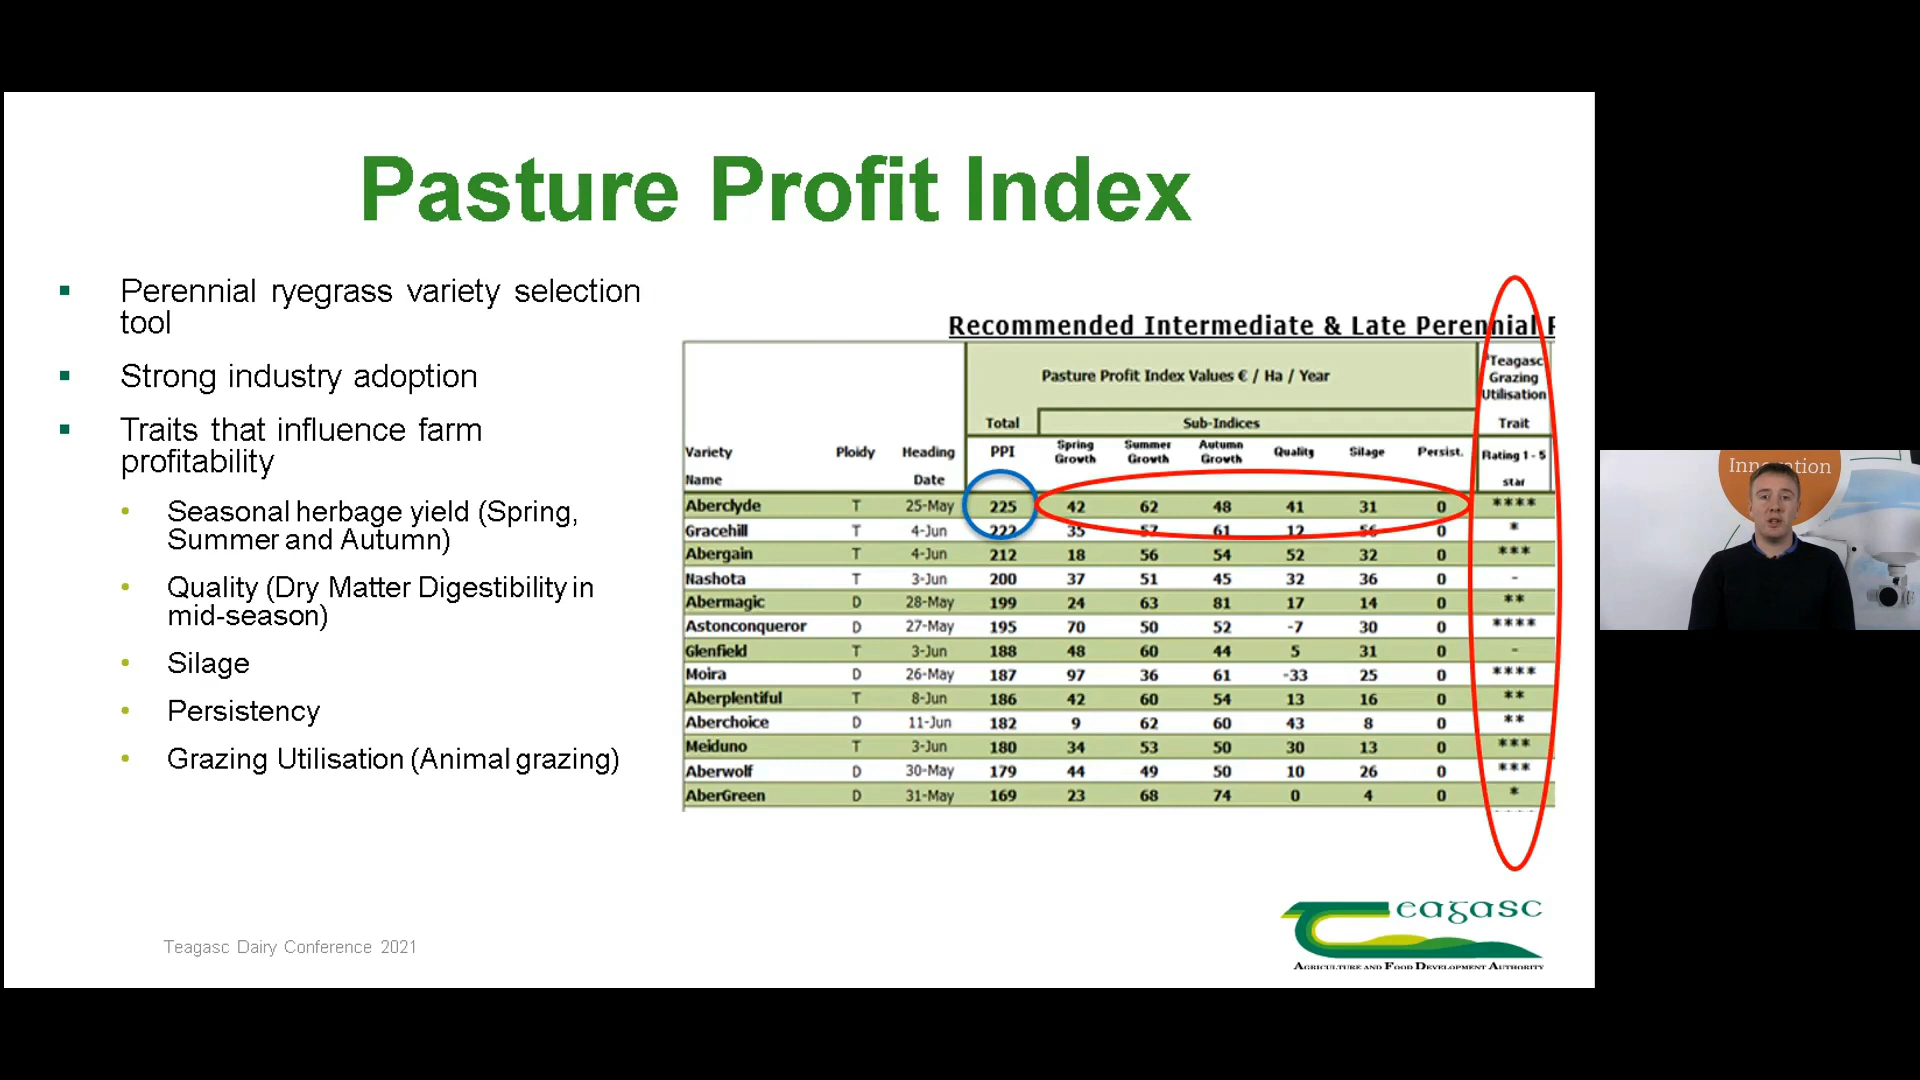 Pasture Profit Index
Perennial ryegrass variety selection
tool
Strong industry adoption
Traits that influence farm
profitability
Seasonal herbage yield (Spring,
Summer and Autumn)
Quality (Dry Matter Digestibility in
mid-season)
Silage
Persistency
Grazing Utilisation (Animal grazing)
Recommended Intermediate & Late Perennial
Pasture Profit Index Values € / Ha / Year
Teagasc
Grazing
Utilisation
Total Sub-Indices Trait
Variety Ploidy Heading PPI Spring Summer Autumn Quality Silage Persist. Rating 1 - 5
Growth Growth Growth
Name Date star
Aberclyde T 25-May 225 42 62 48 41 31 0 ****
Gracehill T 4-Jun 222 35 57 61 12 56 0 *
Abergain T 4-Jun 212 18 56 54 52 32 0 ***
Nashota T 3-Jun 200 37 51 45 32 36 0 -
Abermagic D 28-May 199 24 63 81 17 14 0 **
Astonconqueror D 27-May 195 70 50 52 -7 30 0 ****
Glenfield T 3-Jun 188 48 60 44 5 31 0 -
Moira D 26-May 187 97 36 61 -33 25 0 ****
Aberplentiful T 8-Jun 186 42 60 54 13 16 0 **
Aberchoice D 11-Jun 182 9 62 60 43 8 0 **
Meiduno T 3-Jun 180 34 53 50 30 13 0 ***
Aberwolf D 30-May 179 44 49 50 10 26 0 ***
AberGreen D 31-May 169 23 68 74 0 4 0 *
Teagasc Dairy Conference 2021
Teagasc
AGRICULTURE AND FOOD DEVELOPMENT AUTHORITY